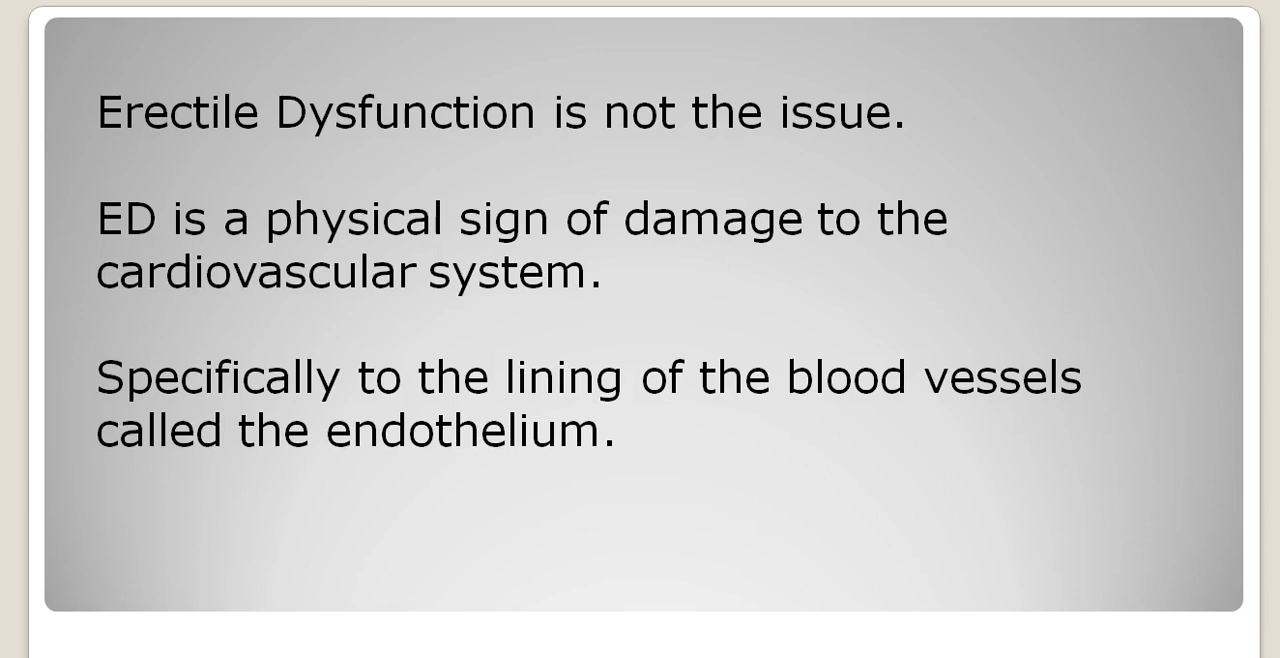 Erectile Dysfunction is not the issue.
ED is a physical sign of damage to the
cardiovascular system.
Specifically to the lining of the blood vessels
called the endothelium.